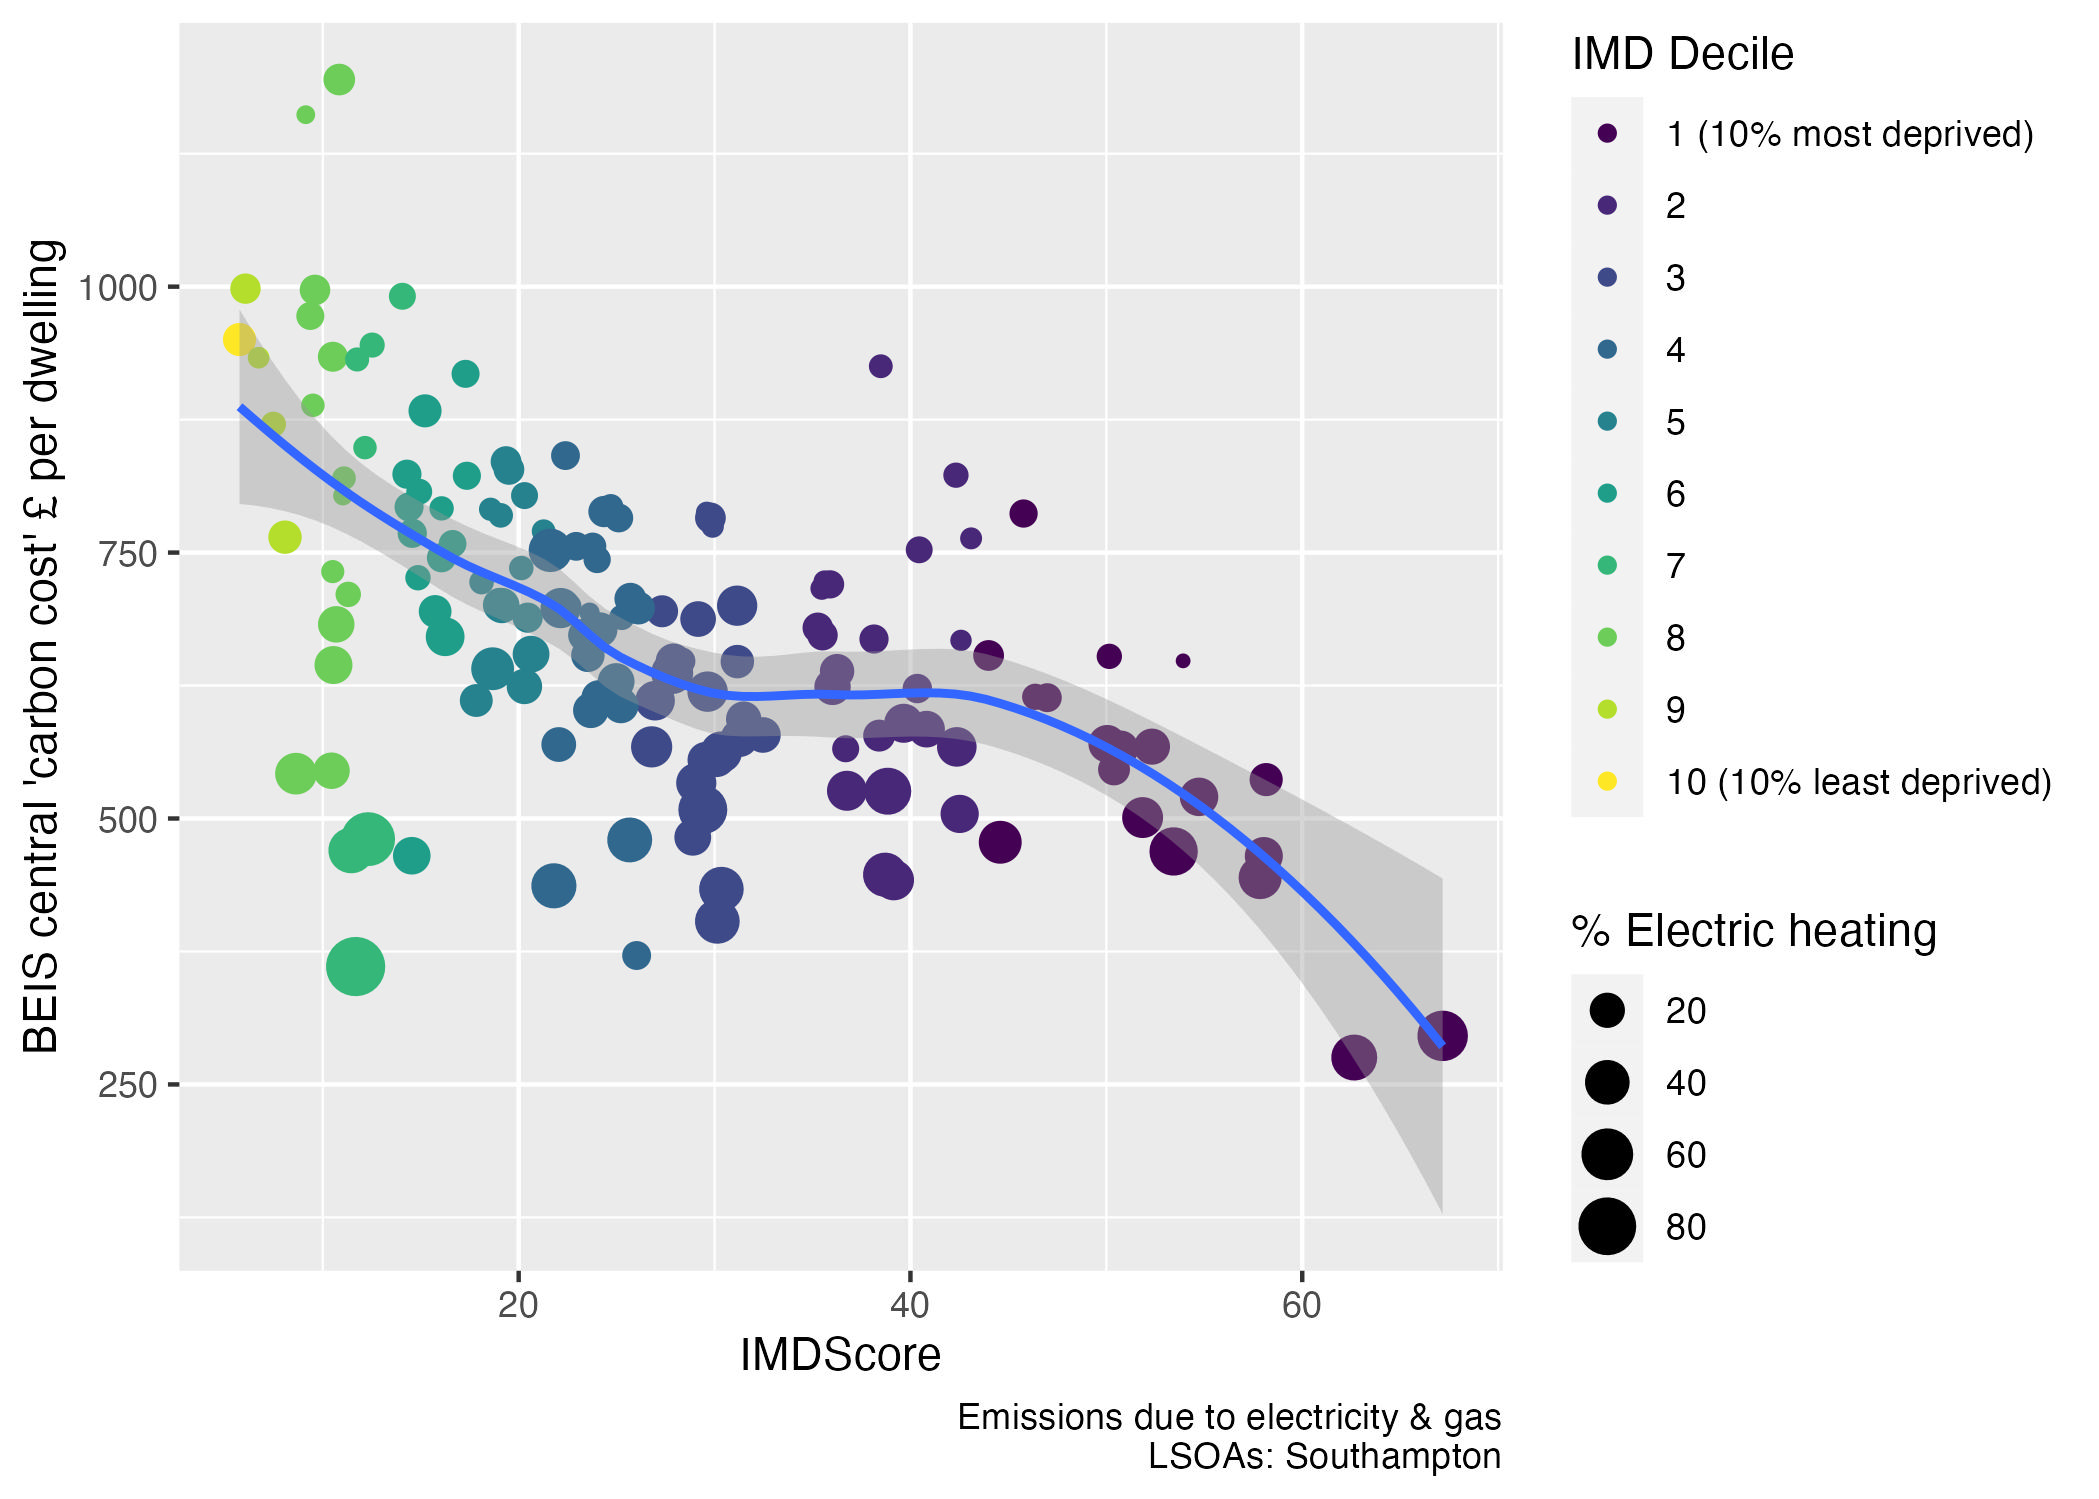 BEIS central 'carbon cost' £ per dwelling
1000
750
500
250
20
40
60
IMDScore
Emissions due to electricity & gas
LSOAs: Southampton
IMD Decile
1 (10% most deprived)
2
3
4
5
6
7
8
9
10 (10% least deprived)
% Electric heating
20
40
60
80